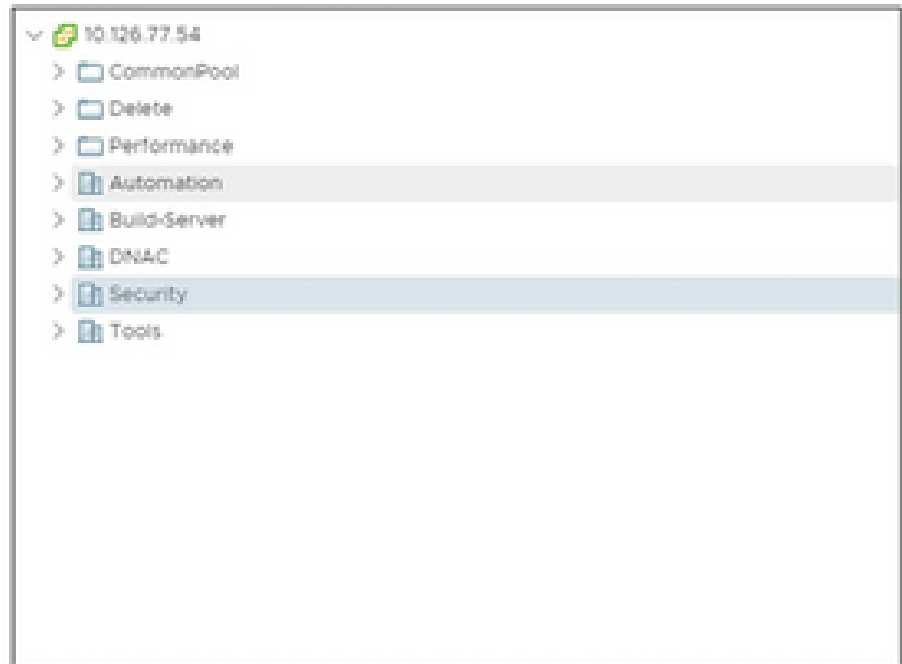 10.126.77.54
CommonPool
Delete
Performance
Automation
Build-Server
DNAC
Security
Tools